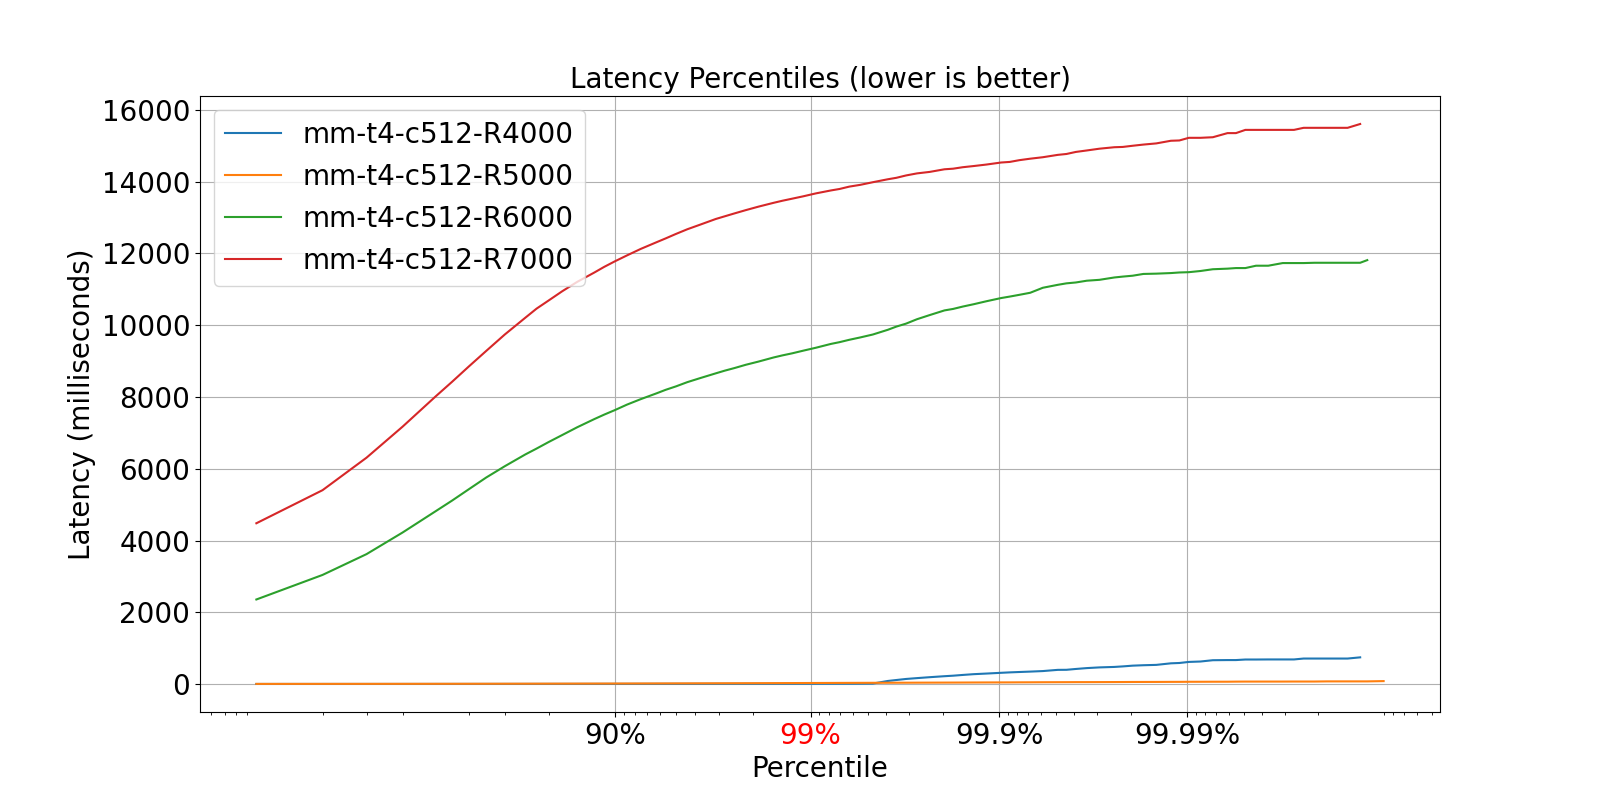 Latency Percentiles (lower is better)
16000
14000
12000
10000
8000
6000
4000
2000
0
Latency (milliseconds)
mm-t4-c512-R4000
mm-t4-c512-R5000
mm-t4-c512-R6000
mm-t4-c512-R7000
90% 99% 99.9% 99.99%
Percentile